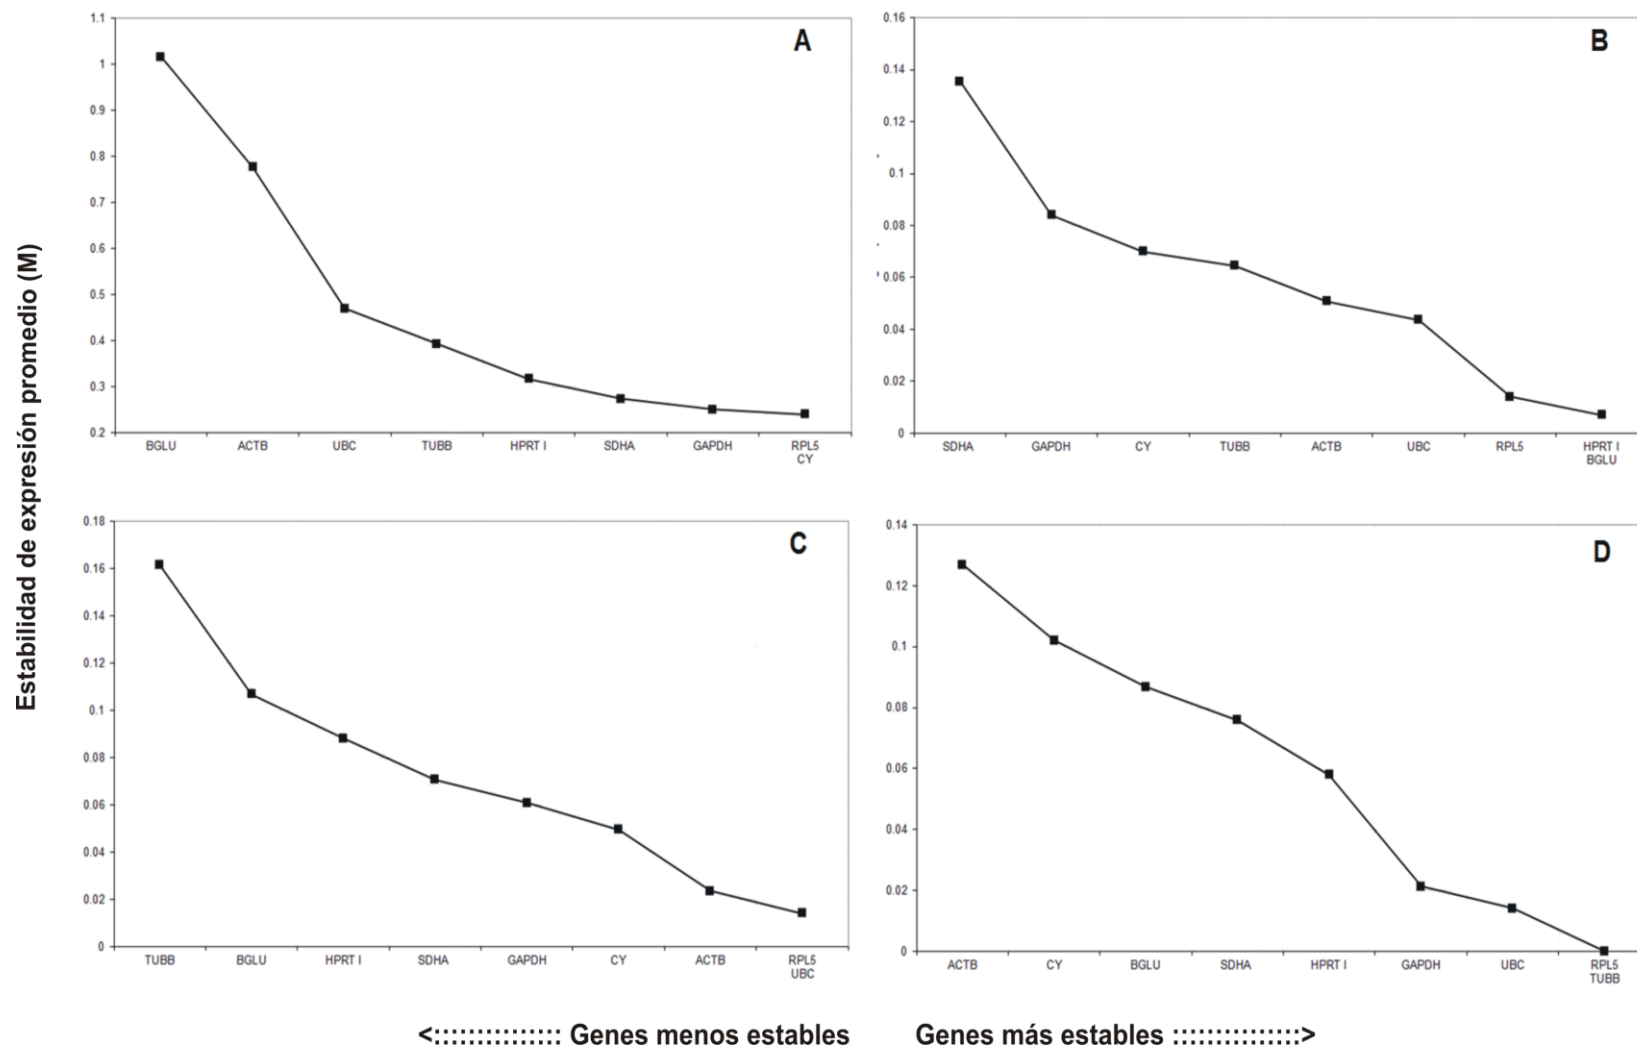 Estabilidad de expresión promedio (M)
A
1.1
1
0.9
0.8
0.7
0.6
0.5
0.4
0.3
0.2
BGLU ACTB UBC TUBB HPRT I SDHA GAPDH RPL5
CY
B
0.16
0.14
0.12
0.1
0.08
0.06
0.04
0.02
0
SDHA GAPDH CY TUBB ACTB UBC RPL5 HPRT I
BGLU
C
0.18
0.16
0.14
0.12
0.1
0.08
0.06
0.04
0.02
0
TUBB BGLU HPRT I SDHA GAPDH CY ACTB RPL5
UBC
D
0.14
0.12
0.1
0.08
0.06
0.04
0.02
0
ACTB CY BGLU SDHA HPRT I GAPDH UBC RPL5
TUBB
<::::::::::::::: Genes menos estables Genes más estables :::::::::::::::>